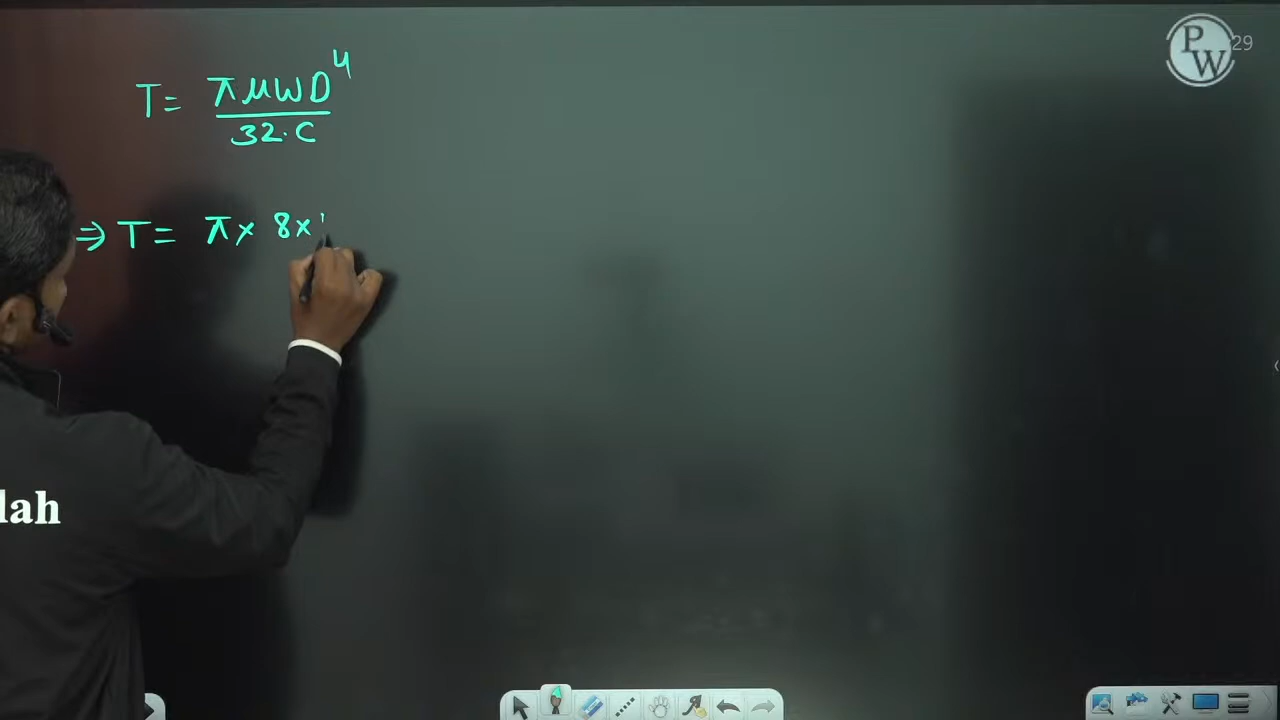 PW 29
T = πμωD⁴
32·C
⇒ T = π × 8 ×
lah